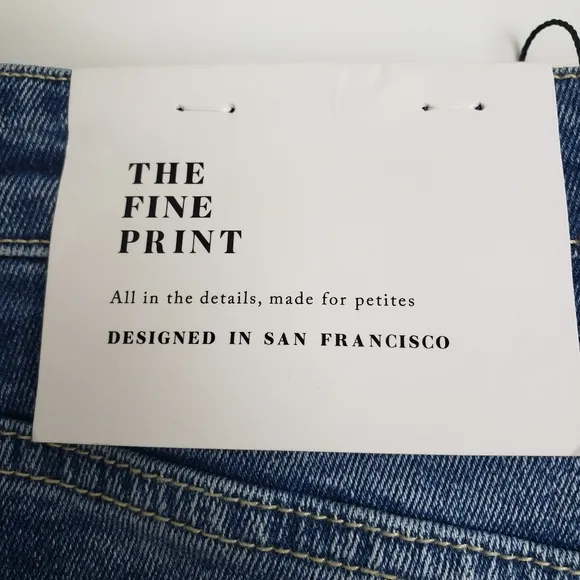 THE
FINE
PRINT
All in the details, made for petites
DESIGNED IN SAN FRANCISCO